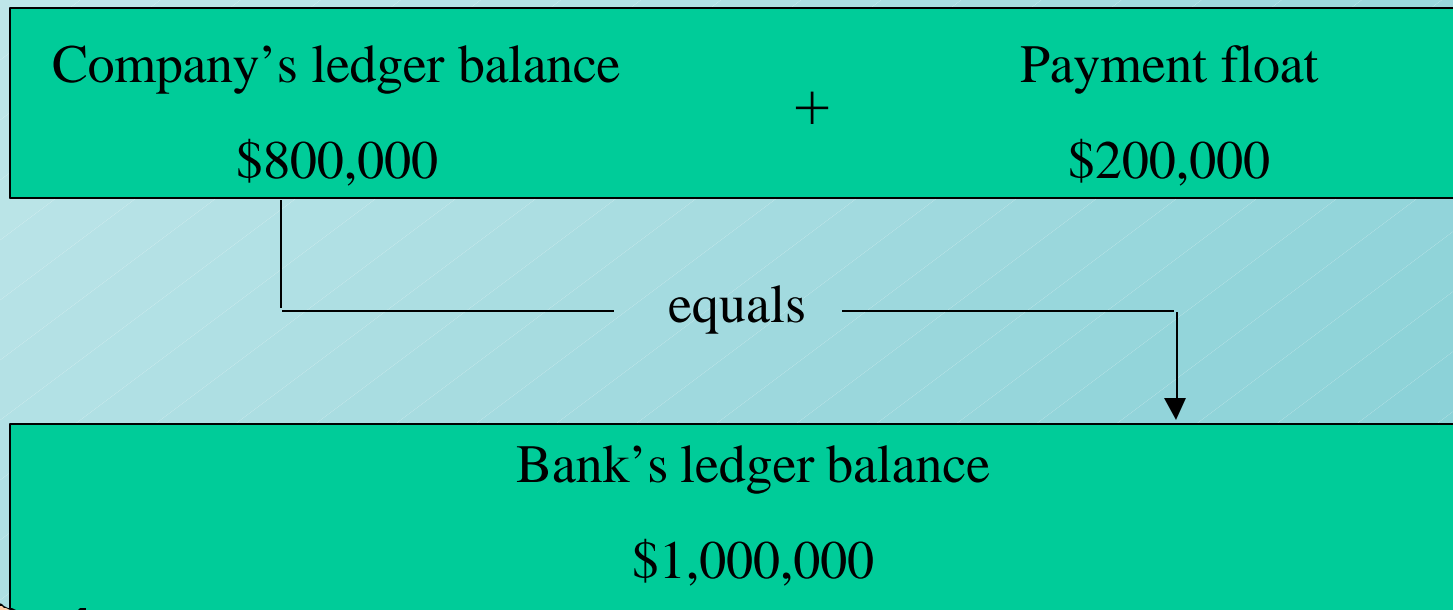 Company’s ledger balance
$800,000
+
Payment float
$200,000
equals
Bank’s ledger balance
$1,000,000